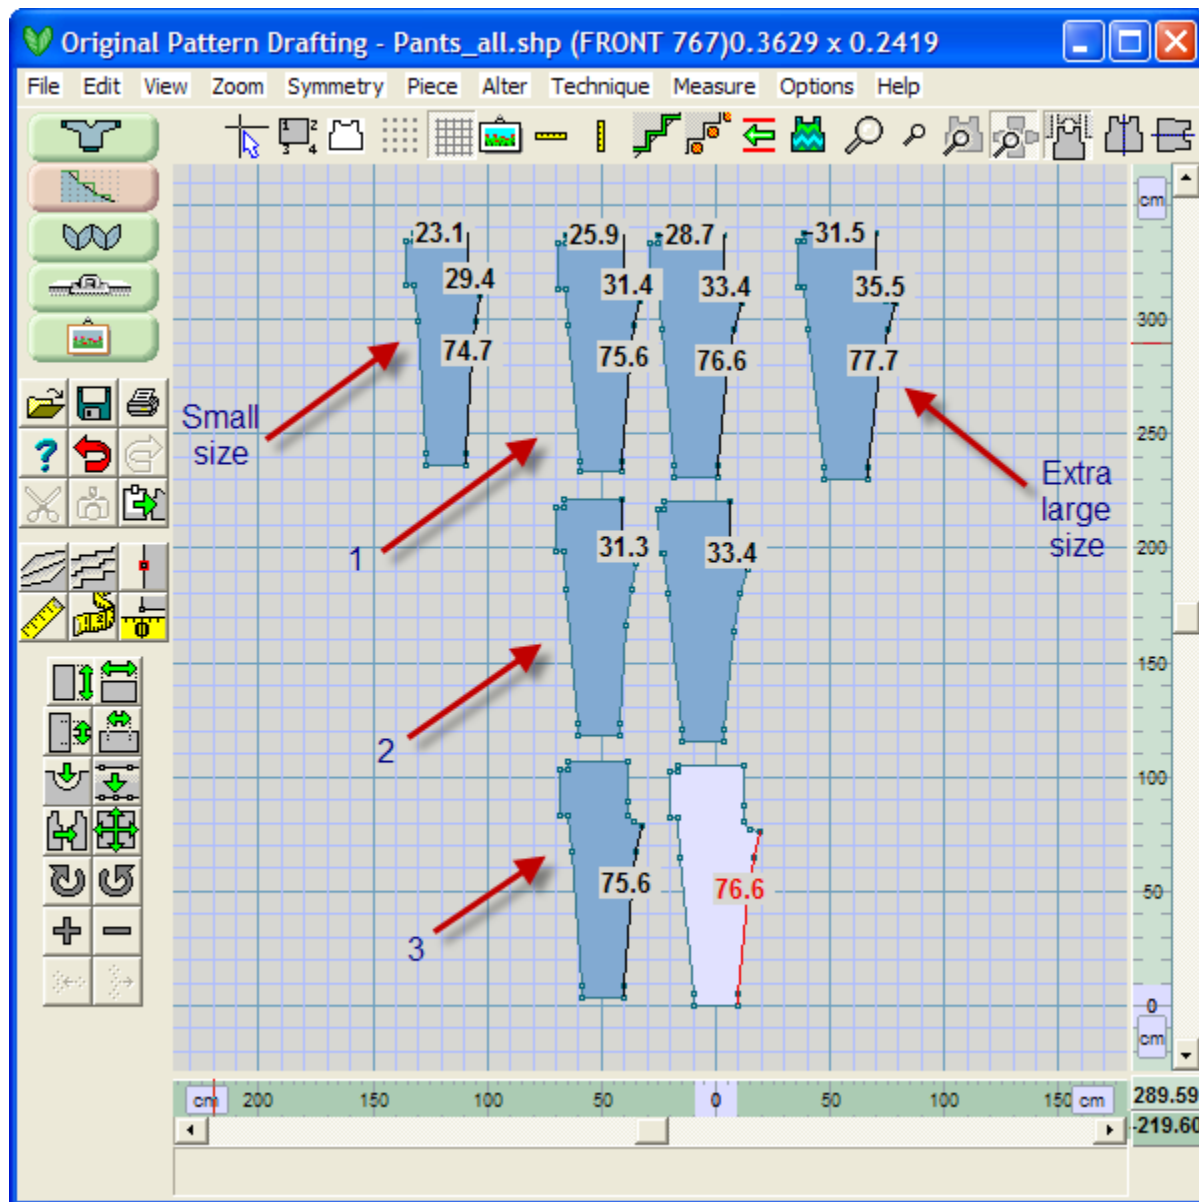 Original Pattern Drafting - Pants_all.shp (FRONT 767)0.3629 x 0.2419
File Edit View Zoom Symmetry Piece Alter Technique Measure Options Help
cm
23.1 25.9 28.7 31.5
29.4 31.4 33.4 35.5
300
74.7 75.6 76.6 77.7
Small
size
250
Extra
large
size
1
200
31.3 33.4
150
2
100
75.6 76.6
50
3
0
cm
cm 200 150 100 50 0 50 100 150 cm
289.59
-219.60